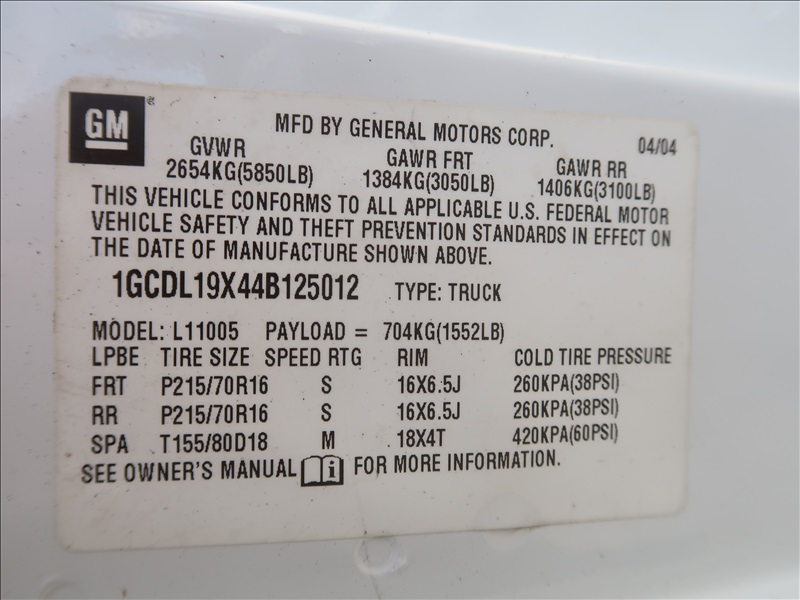 GM ®
MFD BY GENERAL MOTORS CORP. 04/04
GVWR GAWR FRT GAWR RR
2654KG(5850LB) 1384KG(3050LB) 1406KG(3100LB)
THIS VEHICLE CONFORMS TO ALL APPLICABLE U.S. FEDERAL MOTOR
VEHICLE SAFETY AND THEFT PREVENTION STANDARDS IN EFFECT ON
THE DATE OF MANUFACTURE SHOWN ABOVE.
1GCDL19X44B125012 TYPE: TRUCK
MODEL: L11005 PAYLOAD = 704KG(1552LB)
LPBE TIRE SIZE SPEED RTG RIM COLD TIRE PRESSURE
FRT P215/70R16 S 16X6.5J 260KPA(38PSI)
RR P215/70R16 S 16X6.5J 260KPA(38PSI)
SPA T155/80D18 M 18X4T 420KPA(60PSI)
SEE OWNER'S MANUAL i FOR MORE INFORMATION.